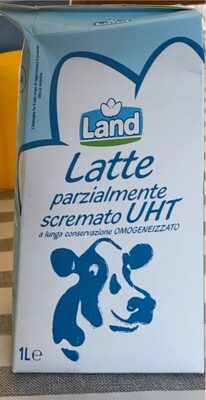 Land
Latte
parzialmente
scremato UHT
a lunga conservazione OMOGENEIZZATO
1L e